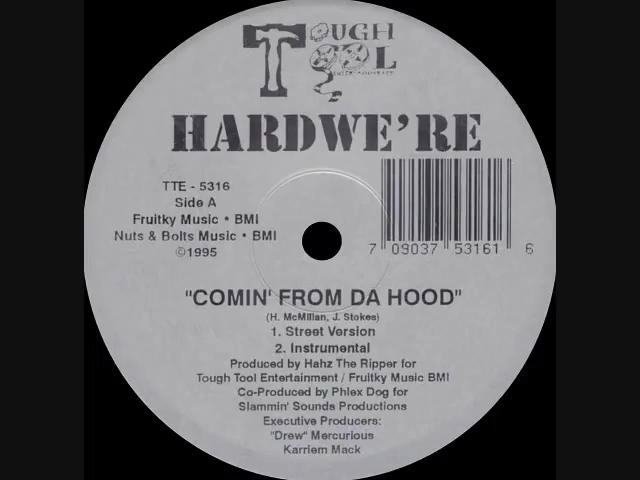 TOUGH TOOL
HARDWE'RE
TTE - 5316
Side A
Fruitky Music • BMI
Nuts & Bolts Music • BMI
©1995
7 09037 53161 6
"COMIN' FROM DA HOOD"
(H. McMillan, J. Stokes)
1. Street Version
2. Instrumental
Produced by Hahz The Ripper for
Tough Tool Entertainment / Fruitky Music BMI
Co-Produced by Phlex Dog for
Slammin' Sounds Productions
Executive Producers:
"Drew" Mercurious
Karriem Mack